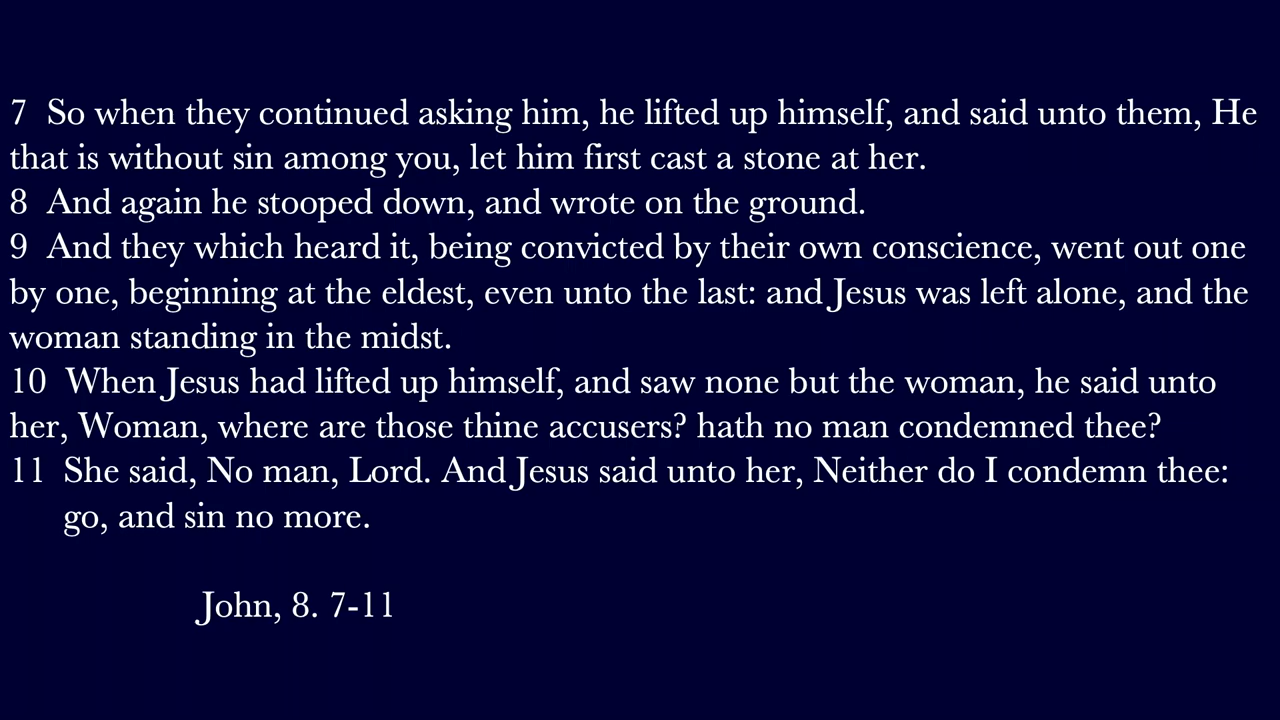 7 So when they continued asking him, he lifted up himself, and said unto them, He
that is without sin among you, let him first cast a stone at her.
8 And again he stooped down, and wrote on the ground.
9 And they which heard it, being convicted by their own conscience, went out one
by one, beginning at the eldest, even unto the last: and Jesus was left alone, and the
woman standing in the midst.
10 When Jesus had lifted up himself, and saw none but the woman, he said unto
her, Woman, where are those thine accusers? hath no man condemned thee?
11 She said, No man, Lord. And Jesus said unto her, Neither do I condemn thee:
go, and sin no more.
John, 8. 7-11